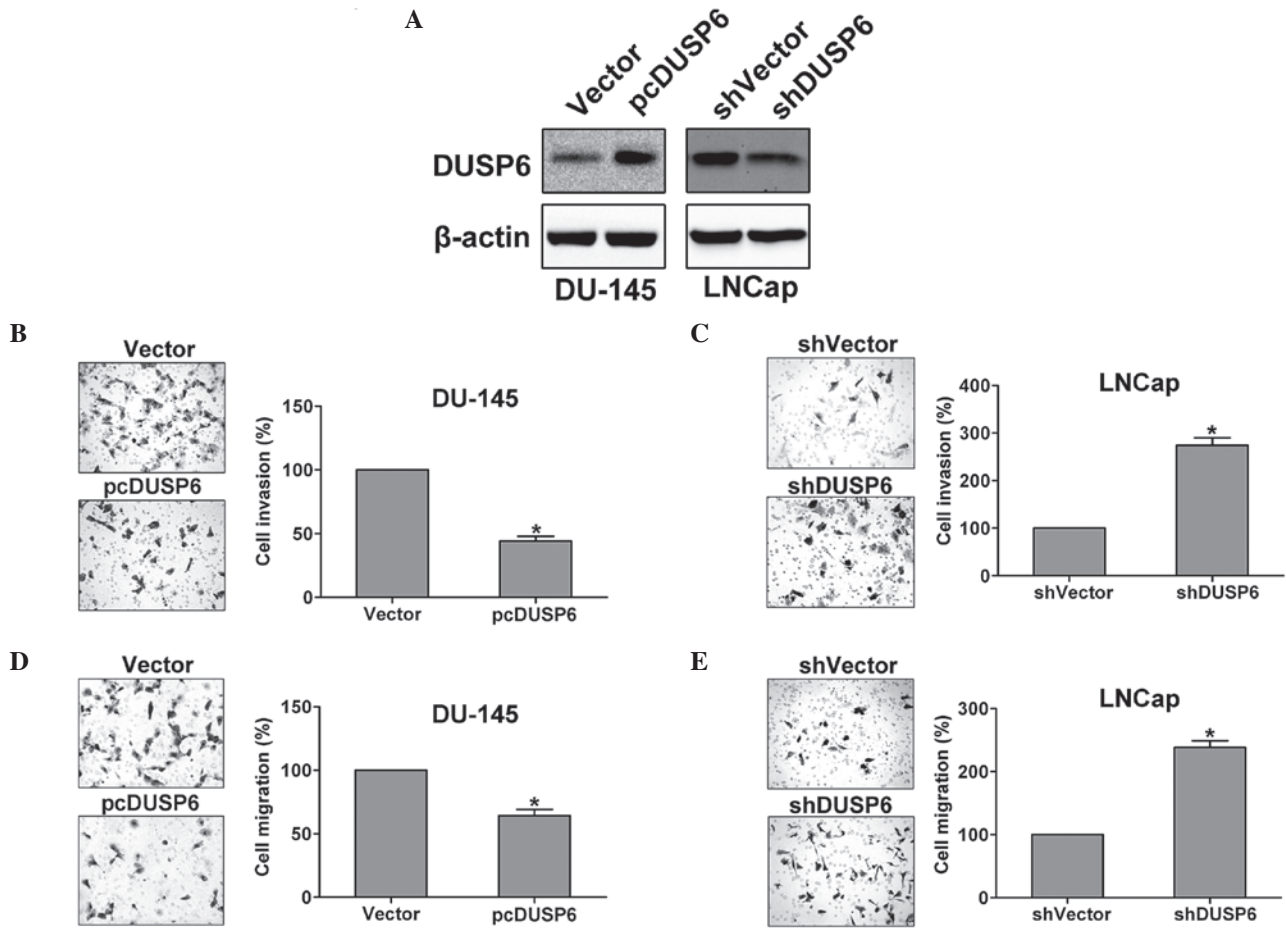 A
Vector
pcDUSP6
shVector
shDUSP6
DUSP6
β-actin
DU-145
LNCap
B
Vector
pcDUSP6
DU-145
Cell invasion (%)
150
100
50
0
Vector
pcDUSP6
*
C
shVector
shDUSP6
LNCap
Cell invasion (%)
400
300
200
100
0
shVector
shDUSP6
*
D
Vector
pcDUSP6
DU-145
Cell migration (%)
150
100
50
0
Vector
pcDUSP6
*
E
shVector
shDUSP6
LNCap
Cell migration (%)
300
200
100
0
shVector
shDUSP6
*